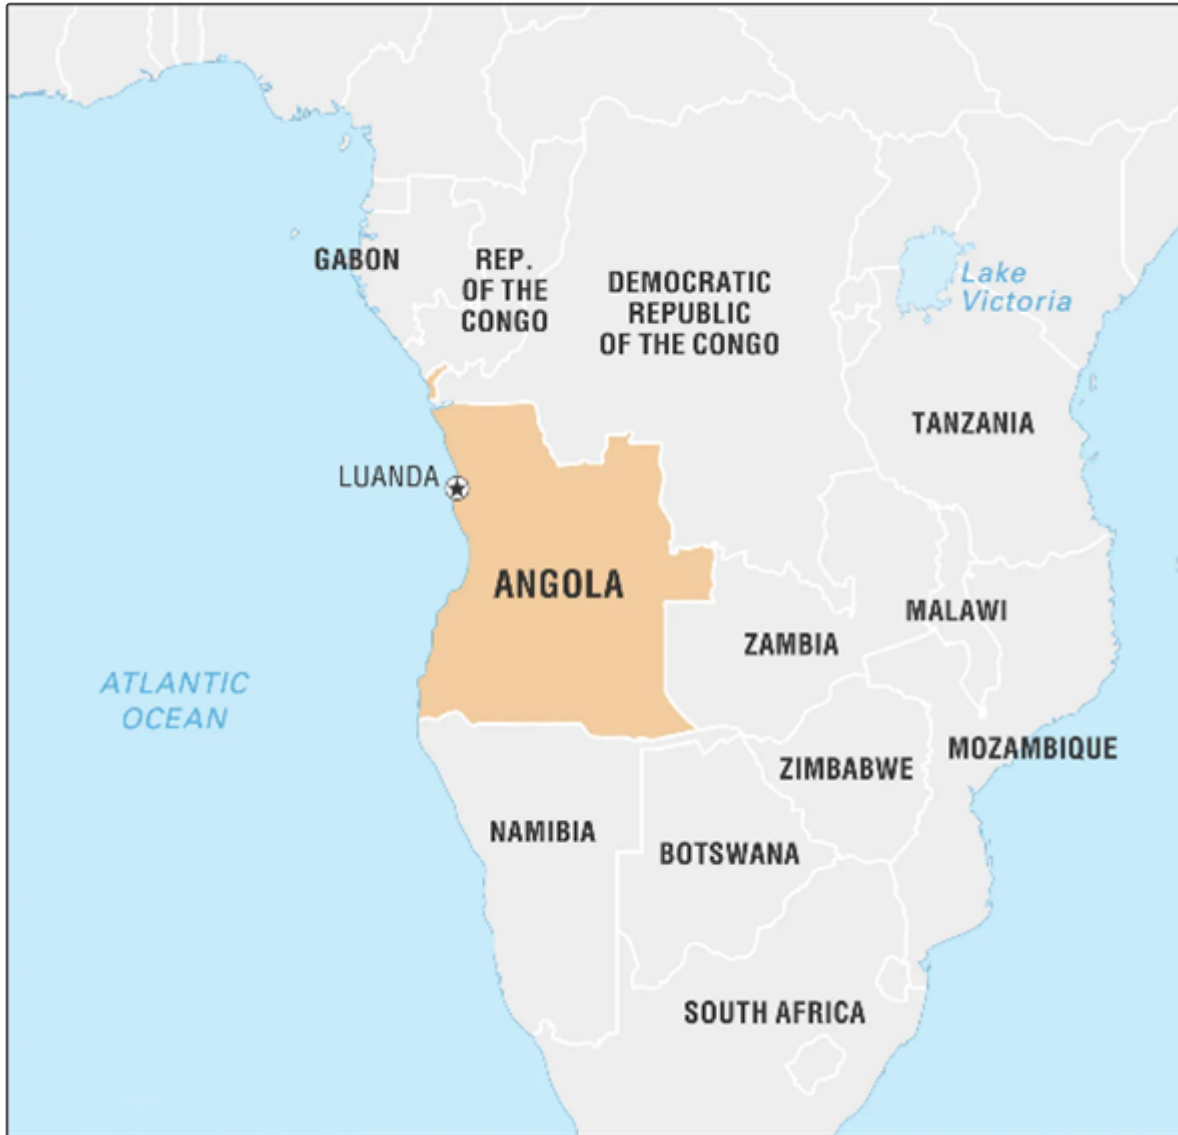 GABON
REP.
OF THE
CONGO
DEMOCRATIC
REPUBLIC
OF THE CONGO
Lake
Victoria
TANZANIA
LUANDA
ANGOLA
MALAWI
ZAMBIA
ATLANTIC
OCEAN
MOZAMBIQUE
ZIMBABWE
NAMIBIA
BOTSWANA
SOUTH AFRICA